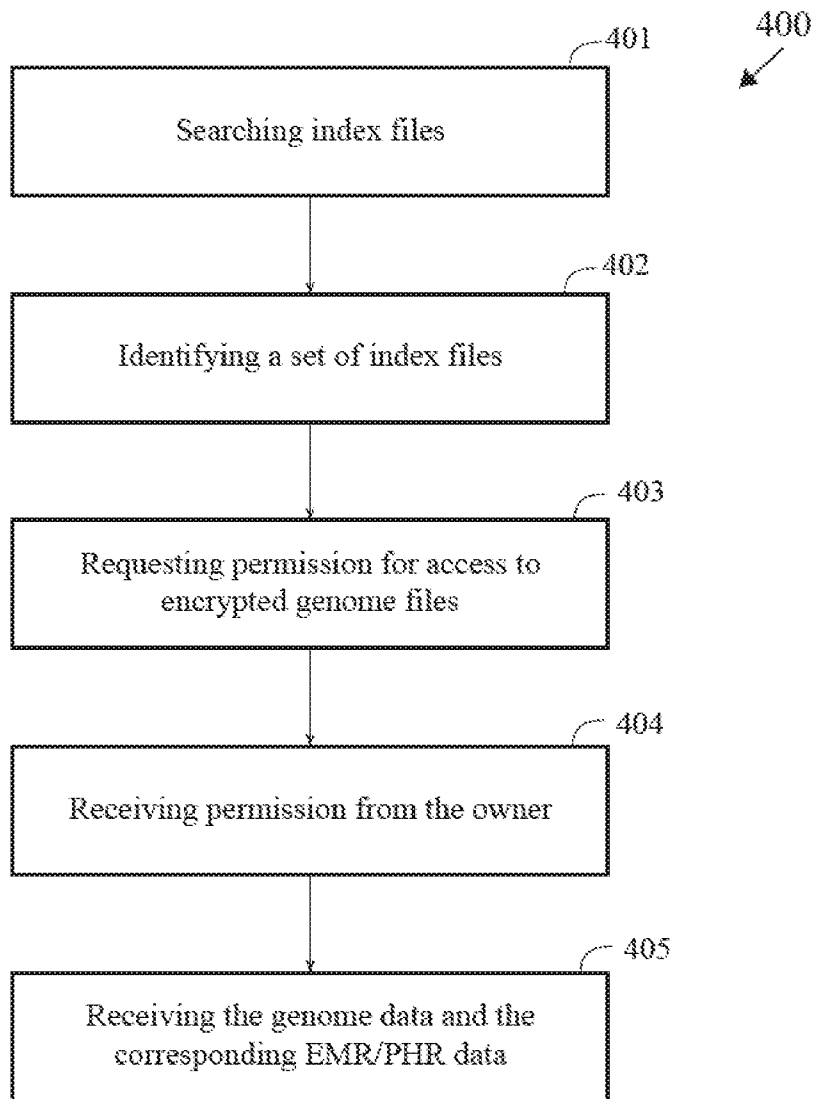 400
401
Searching index files
402
Identifying a set of index files
403
Requesting permission for access to
encrypted genome files
404
Receiving permission from the owner
405
Receiving the genome data and the
corresponding EMR/PHR data